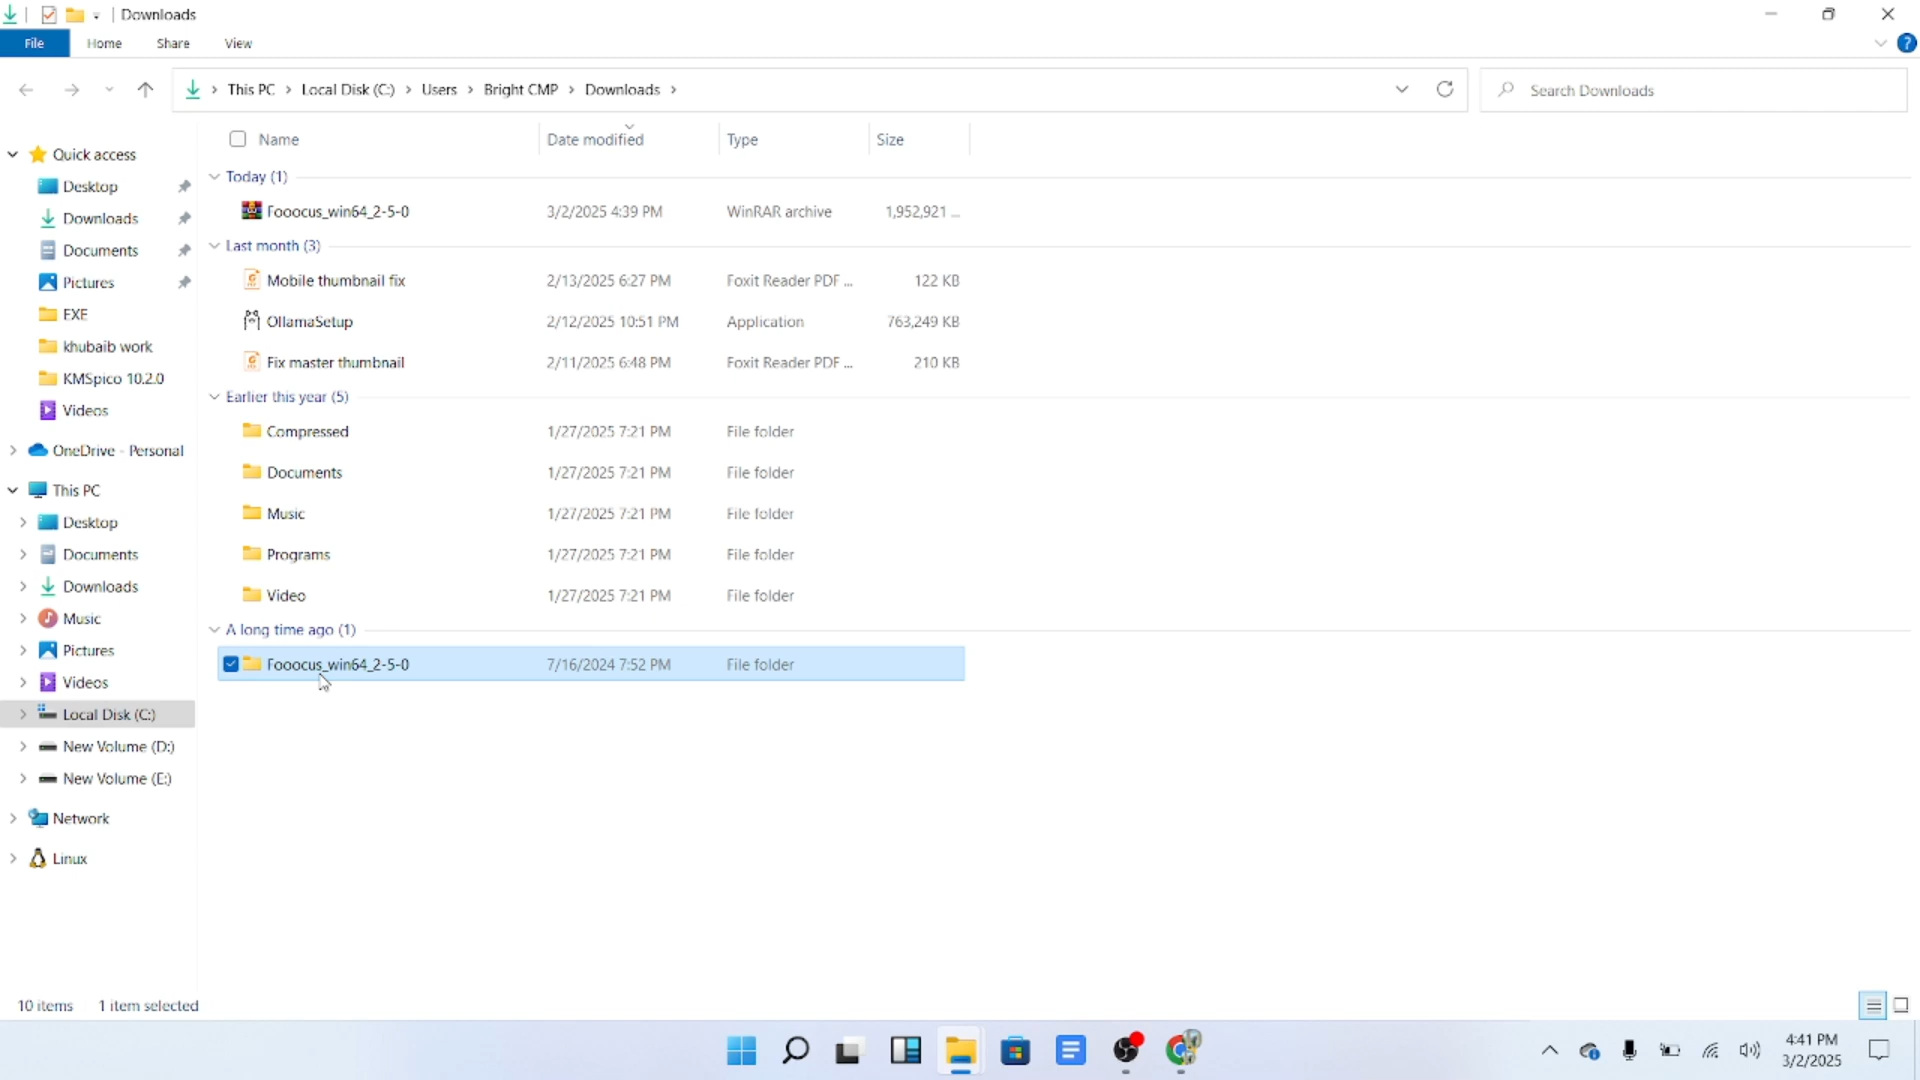 Downloads
File Home Share View
This PC Local Disk (C:) Users Bright CMP Downloads
Search Downloads
Name Date modified Type Size
Today (1)
Fooocus_win64_2-5-0 3/2/2025 4:39 PM WinRAR archive 1,952,921 ...
Last month (3)
Mobile thumbnail fix 2/13/2025 6:27 PM Foxit Reader PDF ... 122 KB
OllamaSetup 2/12/2025 10:51 PM Application 763,249 KB
Fix master thumbnail 2/11/2025 6:48 PM Foxit Reader PDF ... 210 KB
Earlier this year (5)
Compressed 1/27/2025 7:21 PM File folder
Documents 1/27/2025 7:21 PM File folder
Music 1/27/2025 7:21 PM File folder
Programs 1/27/2025 7:21 PM File folder
Video 1/27/2025 7:21 PM File folder
A long time ago (1)
Fooocus_win64_2-5-0 7/16/2024 7:52 PM File folder
Quick access
Desktop
Downloads
Documents
Pictures
EXE
khubaib work
KMSpico 10.2.0
Videos
OneDrive - Personal
This PC
Desktop
Documents
Downloads
Music
Pictures
Videos
Local Disk (C:)
New Volume (D:)
New Volume (E:)
Network
Linux
10 items 1 item selected
4:41 PM
3/2/2025